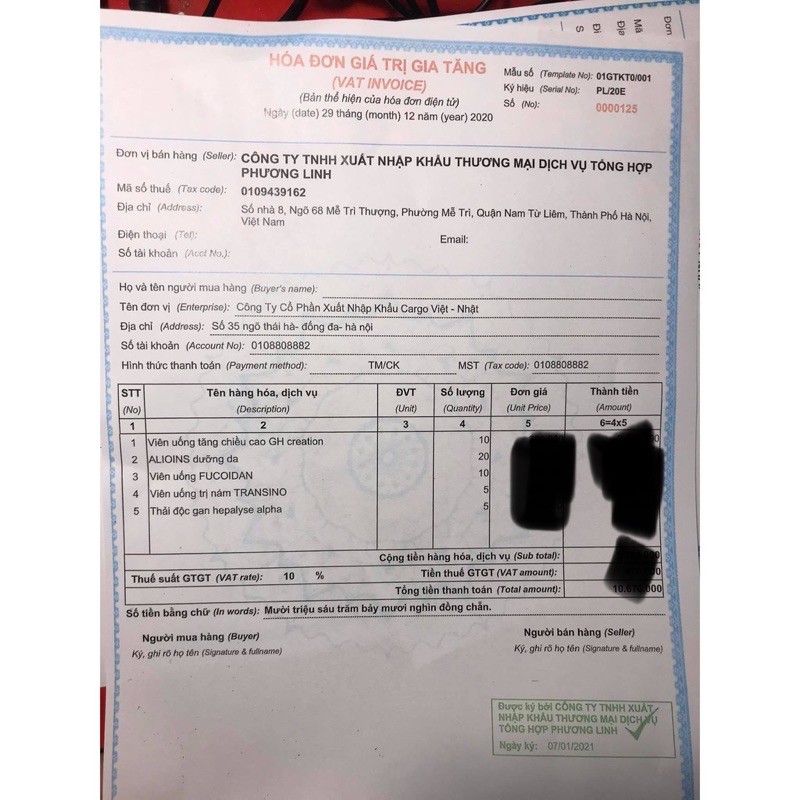 HÓA ĐƠN GIÁ TRỊ GIA TĂNG
(VAT INVOICE)
(Bản thể hiện của hóa đơn điện tử)
Ngày (date) 29 tháng (month) 12 năm (year) 2020
Mẫu số (Template No): 01GTKT0/001
Ký hiệu (Serial No): PL/20E
Số (No): 0000125
Đơn vị bán hàng (Seller): CÔNG TY TNHH XUẤT NHẬP KHẨU THƯƠNG MẠI DỊCH VỤ TỔNG HỢP
PHƯƠNG LINH
Mã số thuế (Tax code): 0109439162
Địa chỉ (Address): Số nhà 8, Ngõ 68 Mễ Trì Thượng, Phường Mễ Trì, Quận Nam Từ Liêm, Thành Phố Hà Nội,
Việt Nam
Điện thoại (Tel): Email:
Số tài khoản (Acct No.):
Họ và tên người mua hàng (Buyer's name):
Tên đơn vị (Enterprise): Công Ty Cổ Phần Xuất Nhập Khẩu Cargo Việt - Nhật
Địa chỉ (Address): Số 35 ngõ thái hà- đống đa- hà nội
Số tài khoản (Account No): 0108808882
Hình thức thanh toán (Payment method): TM/CK MST (Tax code): 0108808882
STT Tên hàng hóa, dịch vụ ĐVT Số lượng Đơn giá Thành tiền
(No) (Description) (Unit) (Quantity) (Unit Price) (Amount)
1 2 3 4 5 6=4x5
1 Viên uống tăng chiều cao GH creation 10
2 ALIOINS dưỡng da 20
3 Viên uống FUCOIDAN 10
4 Viên uống trị nám TRANSINO 5
5 Thải độc gan hepalyse alpha 5
Cộng tiền hàng hóa, dịch vụ (Sub total):
Thuế suất GTGT (VAT rate): 10 % Tiền thuế GTGT (VAT amount):
Tổng tiền thanh toán (Total amount): 10.670.000
Số tiền bằng chữ (In words): Mười triệu sáu trăm bảy mươi nghìn đồng chẵn.
Người mua hàng (Buyer) Người bán hàng (Seller)
Ký, ghi rõ họ tên (Signature & fullname) Ký, ghi rõ họ tên (Signature & fullname)
Được ký bởi CÔNG TY TNHH XUẤT
NHẬP KHẨU THƯƠNG MẠI DỊCH VỤ
TỔNG HỢP PHƯƠNG LINH
Ngày ký: 07/01/2021